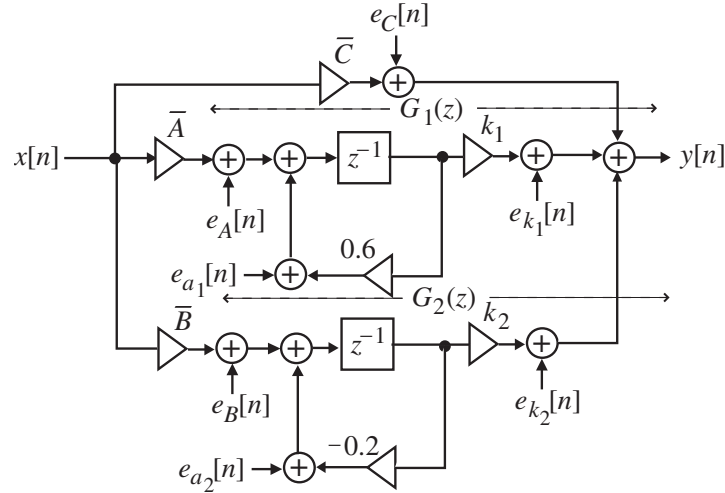 e_C[n]
C̅
G_1(z)
A̅
k_1
x[n]
z^{-1}
y[n]
e_A[n]
e_{k_1}[n]
0.6
e_{a_1}[n]
G_2(z)
B̅
k_2
z^{-1}
e_B[n]
e_{k_2}[n]
-0.2
e_{a_2}[n]